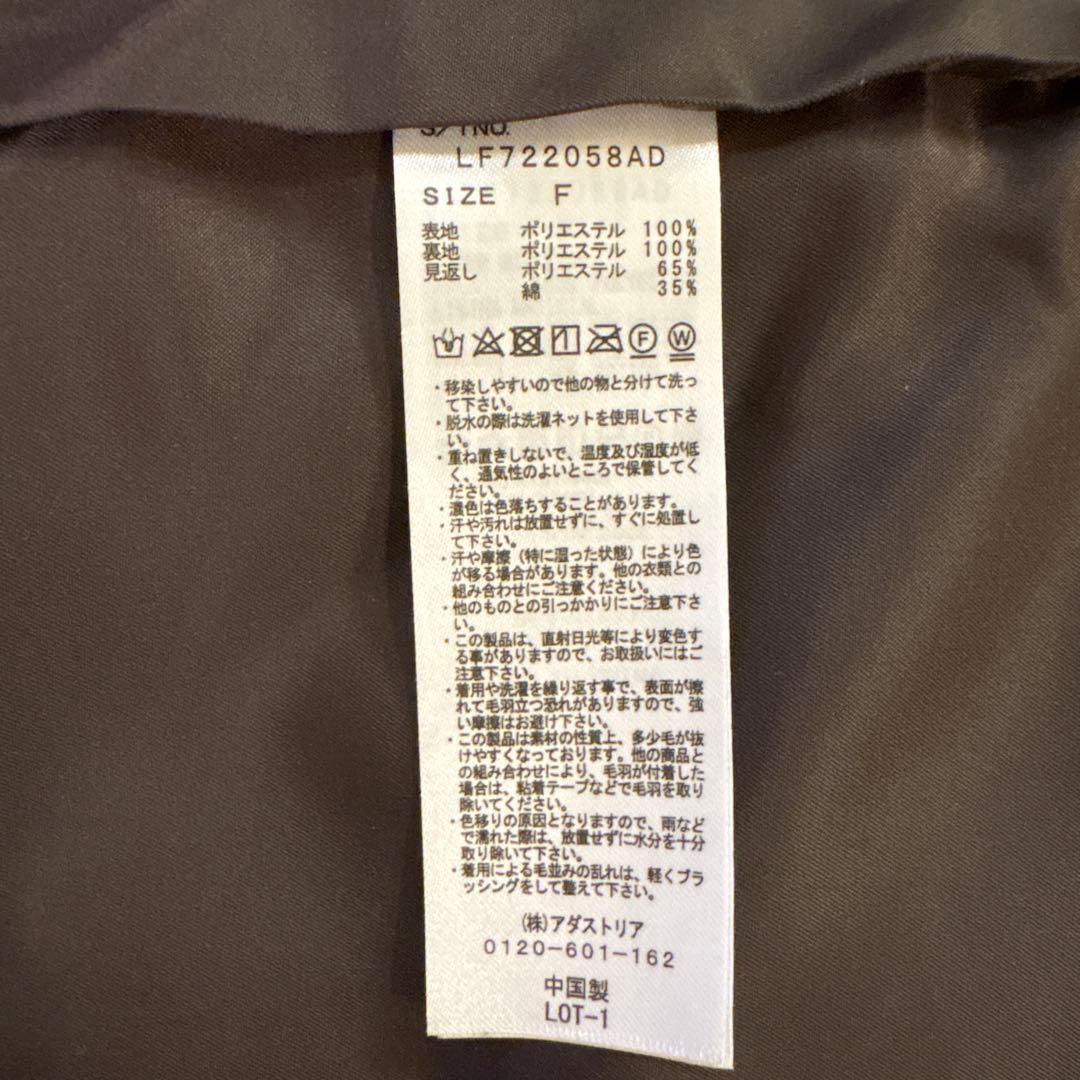 S/TNO.
LF722058AD
SIZE F
表地 ポリエステル 100%
裏地 ポリエステル 100%
見返し ポリエステル 65%
綿 35%
F W
・移染しやすいので他の物と分けて洗っ
て下さい。
・脱水の際は洗濯ネットを使用して下さ
い。
・重ね置きしないで、温度及び湿度が低
く、通気性のよいところで保管してく
ださい。
・濃色は色落ちすることがあります。
・汗や汚れは放置せずに、すぐに処置し
て下さい。
・汗や摩擦（特に湿った状態）により色
が移る場合があります。他の衣類との
組み合わせにご注意ください。
・他のものとの引っかかりにご注意下さ
い。
・この製品は、直射日光等により変色す
る事がありますので、お取扱いにはご
注意下さい。
・着用や洗濯を繰り返す事で、表面が擦
れて毛羽立つ恐れがありますので、強
い摩擦はお避け下さい。
・この製品は素材の性質上、多少毛が抜
けやすくなっております。他の商品と
の組み合わせにより、毛羽が付着した
場合は、粘着テープなどで毛羽を取り
除いてください。
・色移りの原因となりますので、雨など
で濡れた際は、放置せずに水分を十分
取り除いて下さい。
・着用による毛並みの乱れは、軽くブラ
ッシングをして整えて下さい。
(株)アダストリア
0120-601-162
中国製
LOT-1